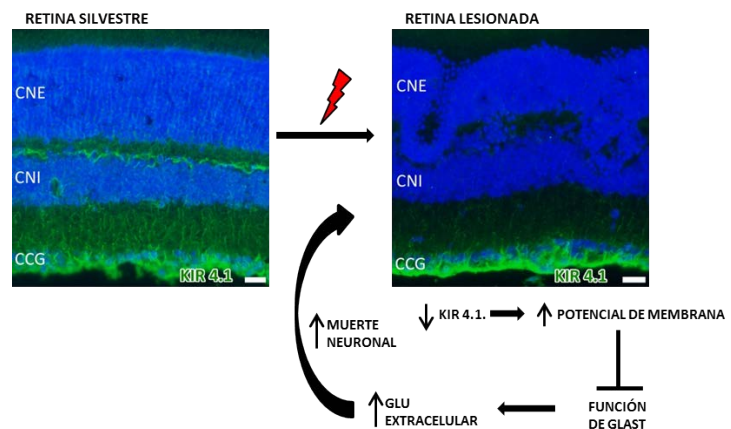 RETINA SILVESTRE
RETINA LESIONADA
CNE
CNI
CCG
KIR 4.1
CNE
CNI
CCG
KIR 4.1
KIR 4.1.
POTENCIAL DE MEMBRANA
MUERTE
NEURONAL
GLU
EXTRACELULAR
FUNCIÓN
DE GLAST